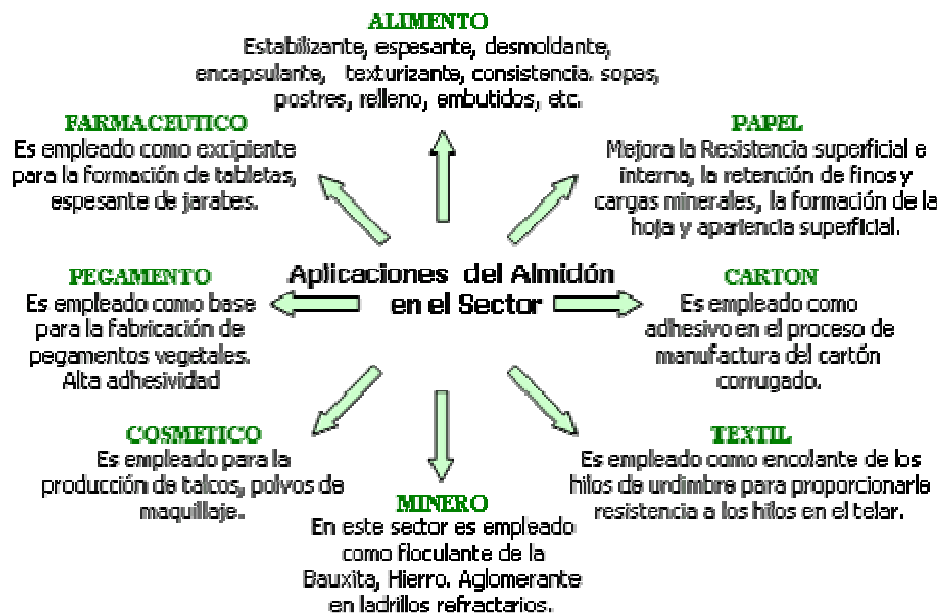 ALIMENTO
Estabilizante, espesante, desmoldante,
encapsulante, texturizante, consistencia. sopas,
postres, relleno, embutidos, etc.
FARMACEUTICO
Es empleado como excipiente
para la formación de tabletas,
espesante de jarabes.
PAPEL
Mejora la Resistencia superficial e
interna, la retención de finos y
cargas minerales, la formación de la
hoja y apariencia superficial.
Aplicaciones del Almidón
en el Sector
PEGAMENTO
Es empleado como base
para la fabricación de
pegamentos vegetales.
Alta adhesividad
CARTON
Es empleado como
adhesivo en el proceso de
manufactura del cartón
corrugado.
COSMETICO
Es empleado para la
producción de talcos, polvos de
maquillaje.
MINERO
En este sector es empleado
como floculante de la
Bauxita, Hierro. Aglomerante
en ladrillos refractarios.
TEXTIL
Es empleado como encolante de los
hilos de urdimbre para proporcionarle
resistencia a los hilos en el telar.